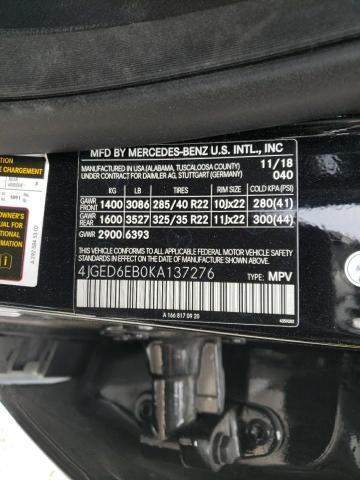 MFD BY MERCEDES-BENZ U.S. INTL., INC
IN USA (ALABAMA, TUSCALOOSA COUNTY) 11/18
UNDER CONTRACT FOR DAIMLER AG, STUTTGART (GERMANY) 040
TIRES RIM SIZE COLD KPA(PSI)
GAWR FRONT 1400 3086 285/40 R22 10Jx22 280(41)
GAWR REAR 1600 3527 325/35 R22 11Jx22 300(44)
GVWR 2900 6393
THIS VEHICLE CONFORMS TO ALL APPLICABLE FEDERAL MOTOR VEHICLE
SAFETY STANDARDS IN EFFECT ON THE DATE OF MANUFACTURE SHOWN ABOVE.
4JGED6EB0KA137276 TYPE: MPV
A 166 817 09 20
CHARGEMENT